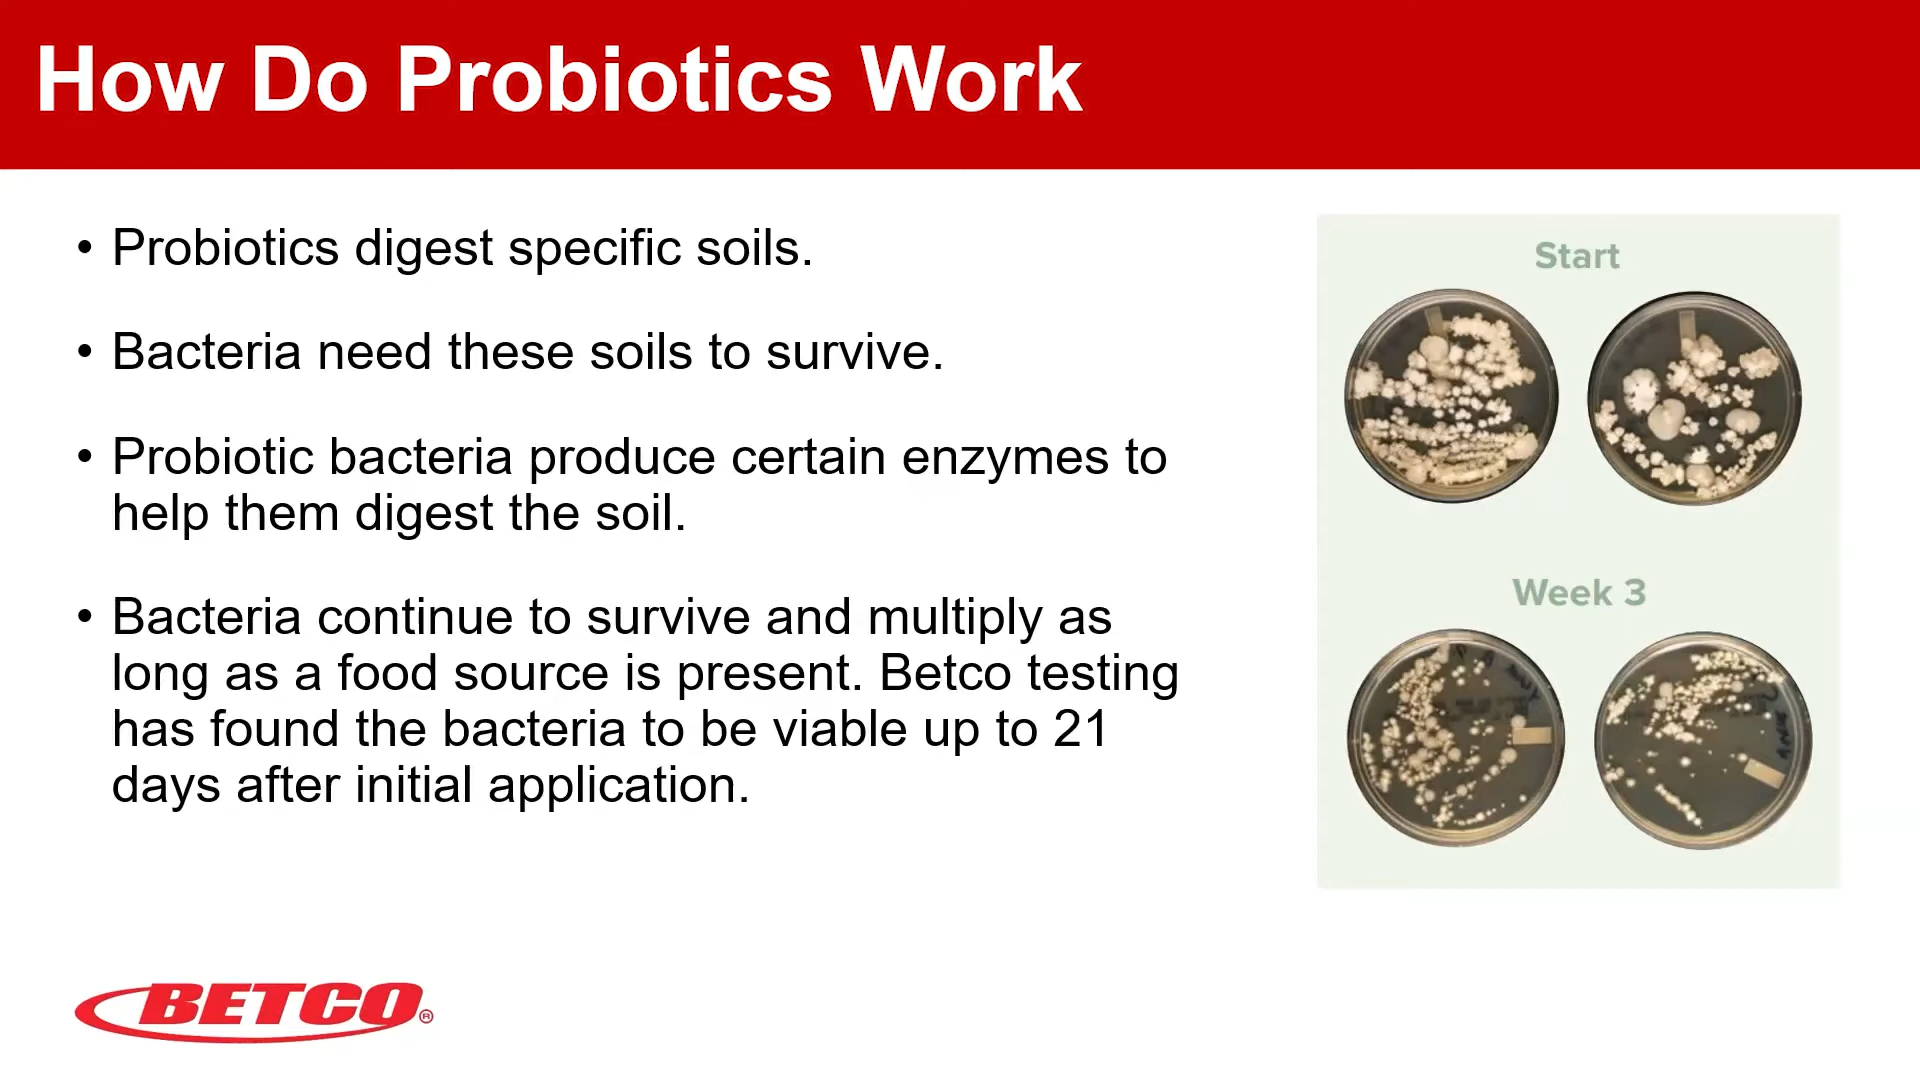 How Do Probiotics Work
• Probiotics digest specific soils.
• Bacteria need these soils to survive.
• Probiotic bacteria produce certain enzymes to
help them digest the soil.
• Bacteria continue to survive and multiply as
long as a food source is present. Betco testing
has found the bacteria to be viable up to 21
days after initial application.
Start
Week 3
BETCO®